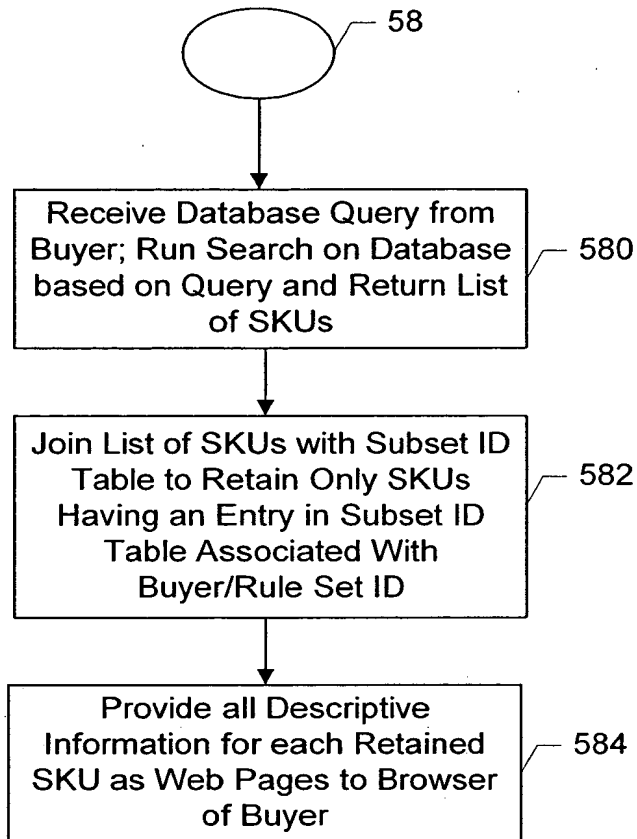 58
Receive Database Query from
Buyer; Run Search on Database
based on Query and Return List
of SKUs
580
Join List of SKUs with Subset ID
Table to Retain Only SKUs
Having an Entry in Subset ID
Table Associated With
Buyer/Rule Set ID
582
Provide all Descriptive
Information for each Retained
SKU as Web Pages to Browser
of Buyer
584